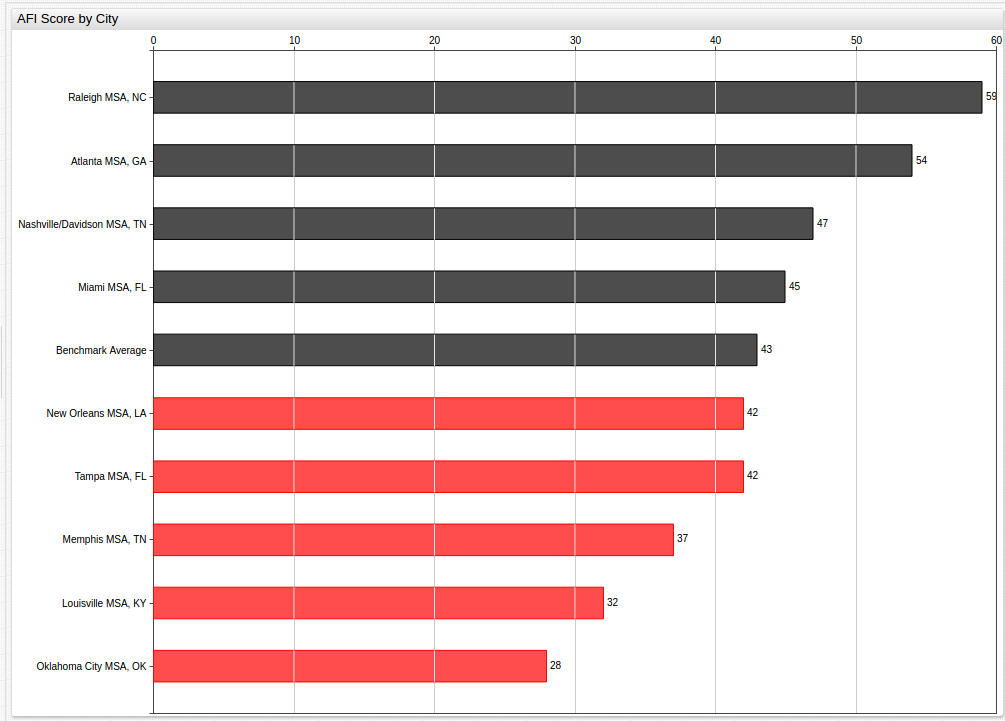 AFI Score by City
0 10 20 30 40 50 60
Raleigh MSA, NC 59
Atlanta MSA, GA 54
Nashville/Davidson MSA, TN 47
Miami MSA, FL 45
Benchmark Average 43
New Orleans MSA, LA 42
Tampa MSA, FL 42
Memphis MSA, TN 37
Louisville MSA, KY 32
Oklahoma City MSA, OK 28